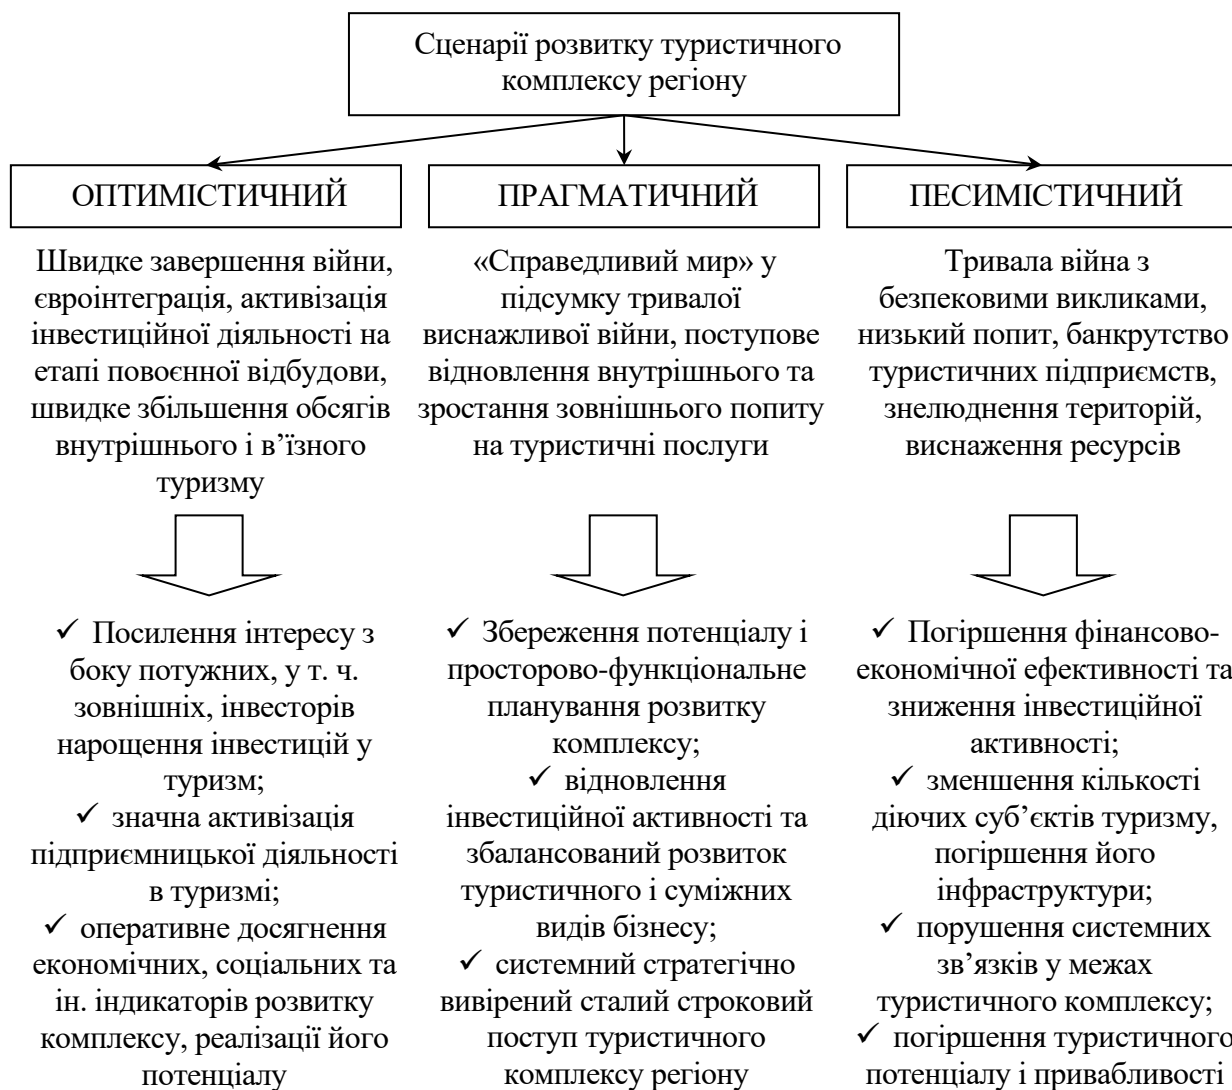 Сценарії розвитку туристичного
комплексу регіону
ОПТИМІСТИЧНИЙ
Швидке завершення війни,
євроінтеграція, активізація
інвестиційної діяльності на
етапі повоєнної відбудови,
швидке збільшення обсягів
внутрішнього і в’їзного
туризму
✓ Посилення інтересу з
боку потужних, у т. ч.
зовнішніх, інвесторів
нарощення інвестицій у
туризм;
✓ значна активізація
підприємницької діяльності
в туризмі;
✓ оперативне досягнення
економічних, соціальних та
ін. індикаторів розвитку
комплексу, реалізації його
потенціалу
ПРАГМАТИЧНИЙ
«Справедливий мир» у
підсумку тривалої
виснажливої війни, поступове
відновлення внутрішнього та
зростання зовнішнього попиту
на туристичні послуги
✓ Збереження потенціалу і
просторово-функціональне
планування розвитку
комплексу;
✓ відновлення
інвестиційної активності та
збалансований розвиток
туристичного і суміжних
видів бізнесу;
✓ системний стратегічно
вивірений сталий строковий
поступ туристичного
комплексу регіону
ПЕСИМІСТИЧНИЙ
Тривала війна з
безпековими викликами,
низький попит, банкрутство
туристичних підприємств,
знелюднення територій,
виснаження ресурсів
✓ Погіршення фінансово-
економічної ефективності та
зниження інвестиційної
активності;
✓ зменшення кількості
діючих суб’єктів туризму,
погіршення його
інфраструктури;
✓ порушення системних
зв’язків у межах
туристичного комплексу;
✓ погіршення туристичного
потенціалу і привабливості